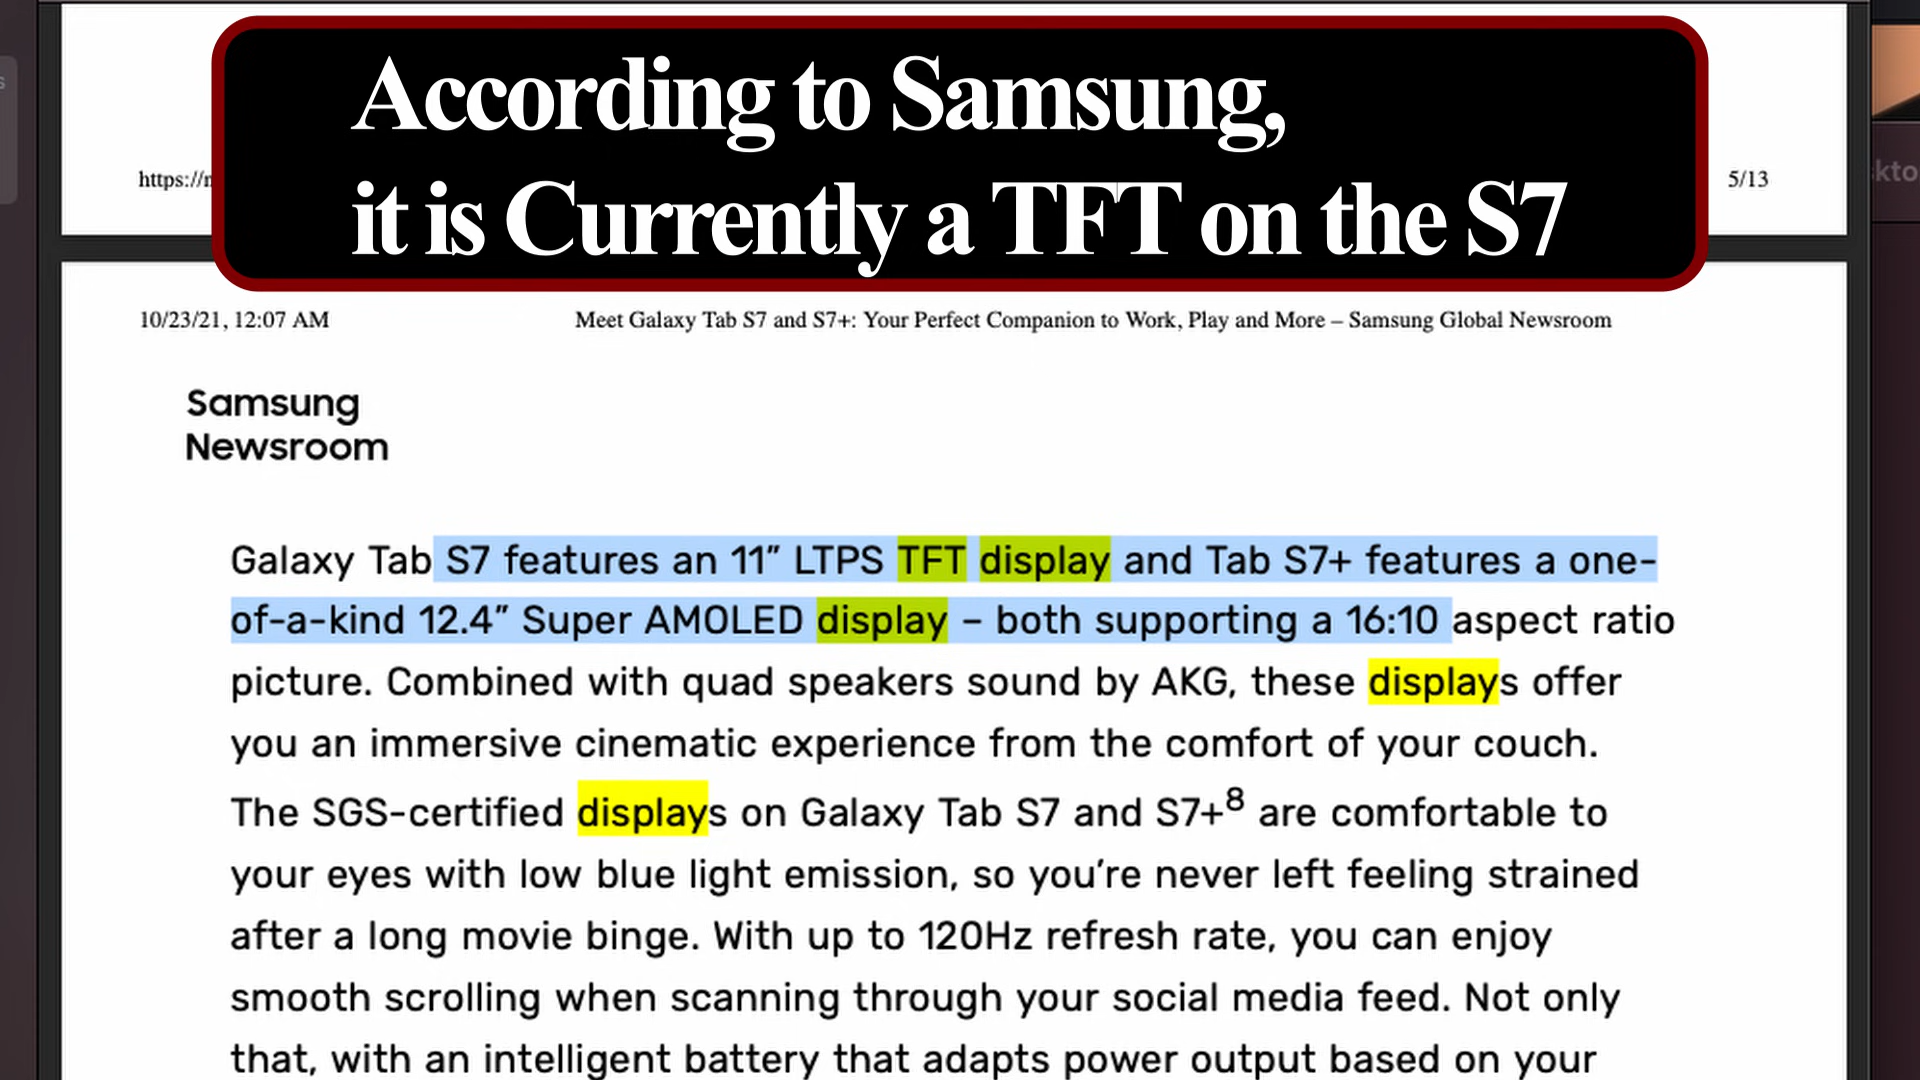 According to Samsung,
it is Currently a TFT on the S7
https://
5/13
10/23/21, 12:07 AM
Meet Galaxy Tab S7 and S7+: Your Perfect Companion to Work, Play and More – Samsung Global Newsroom
Samsung
Newsroom
Galaxy Tab S7 features an 11” LTPS TFT display and Tab S7+ features a one-
of-a-kind 12.4” Super AMOLED display – both supporting a 16:10 aspect ratio
picture. Combined with quad speakers sound by AKG, these displays offer
you an immersive cinematic experience from the comfort of your couch.
The SGS-certified displays on Galaxy Tab S7 and S7+8 are comfortable to
your eyes with low blue light emission, so you’re never left feeling strained
after a long movie binge. With up to 120Hz refresh rate, you can enjoy
smooth scrolling when scanning through your social media feed. Not only
that, with an intelligent battery that adapts power output based on your